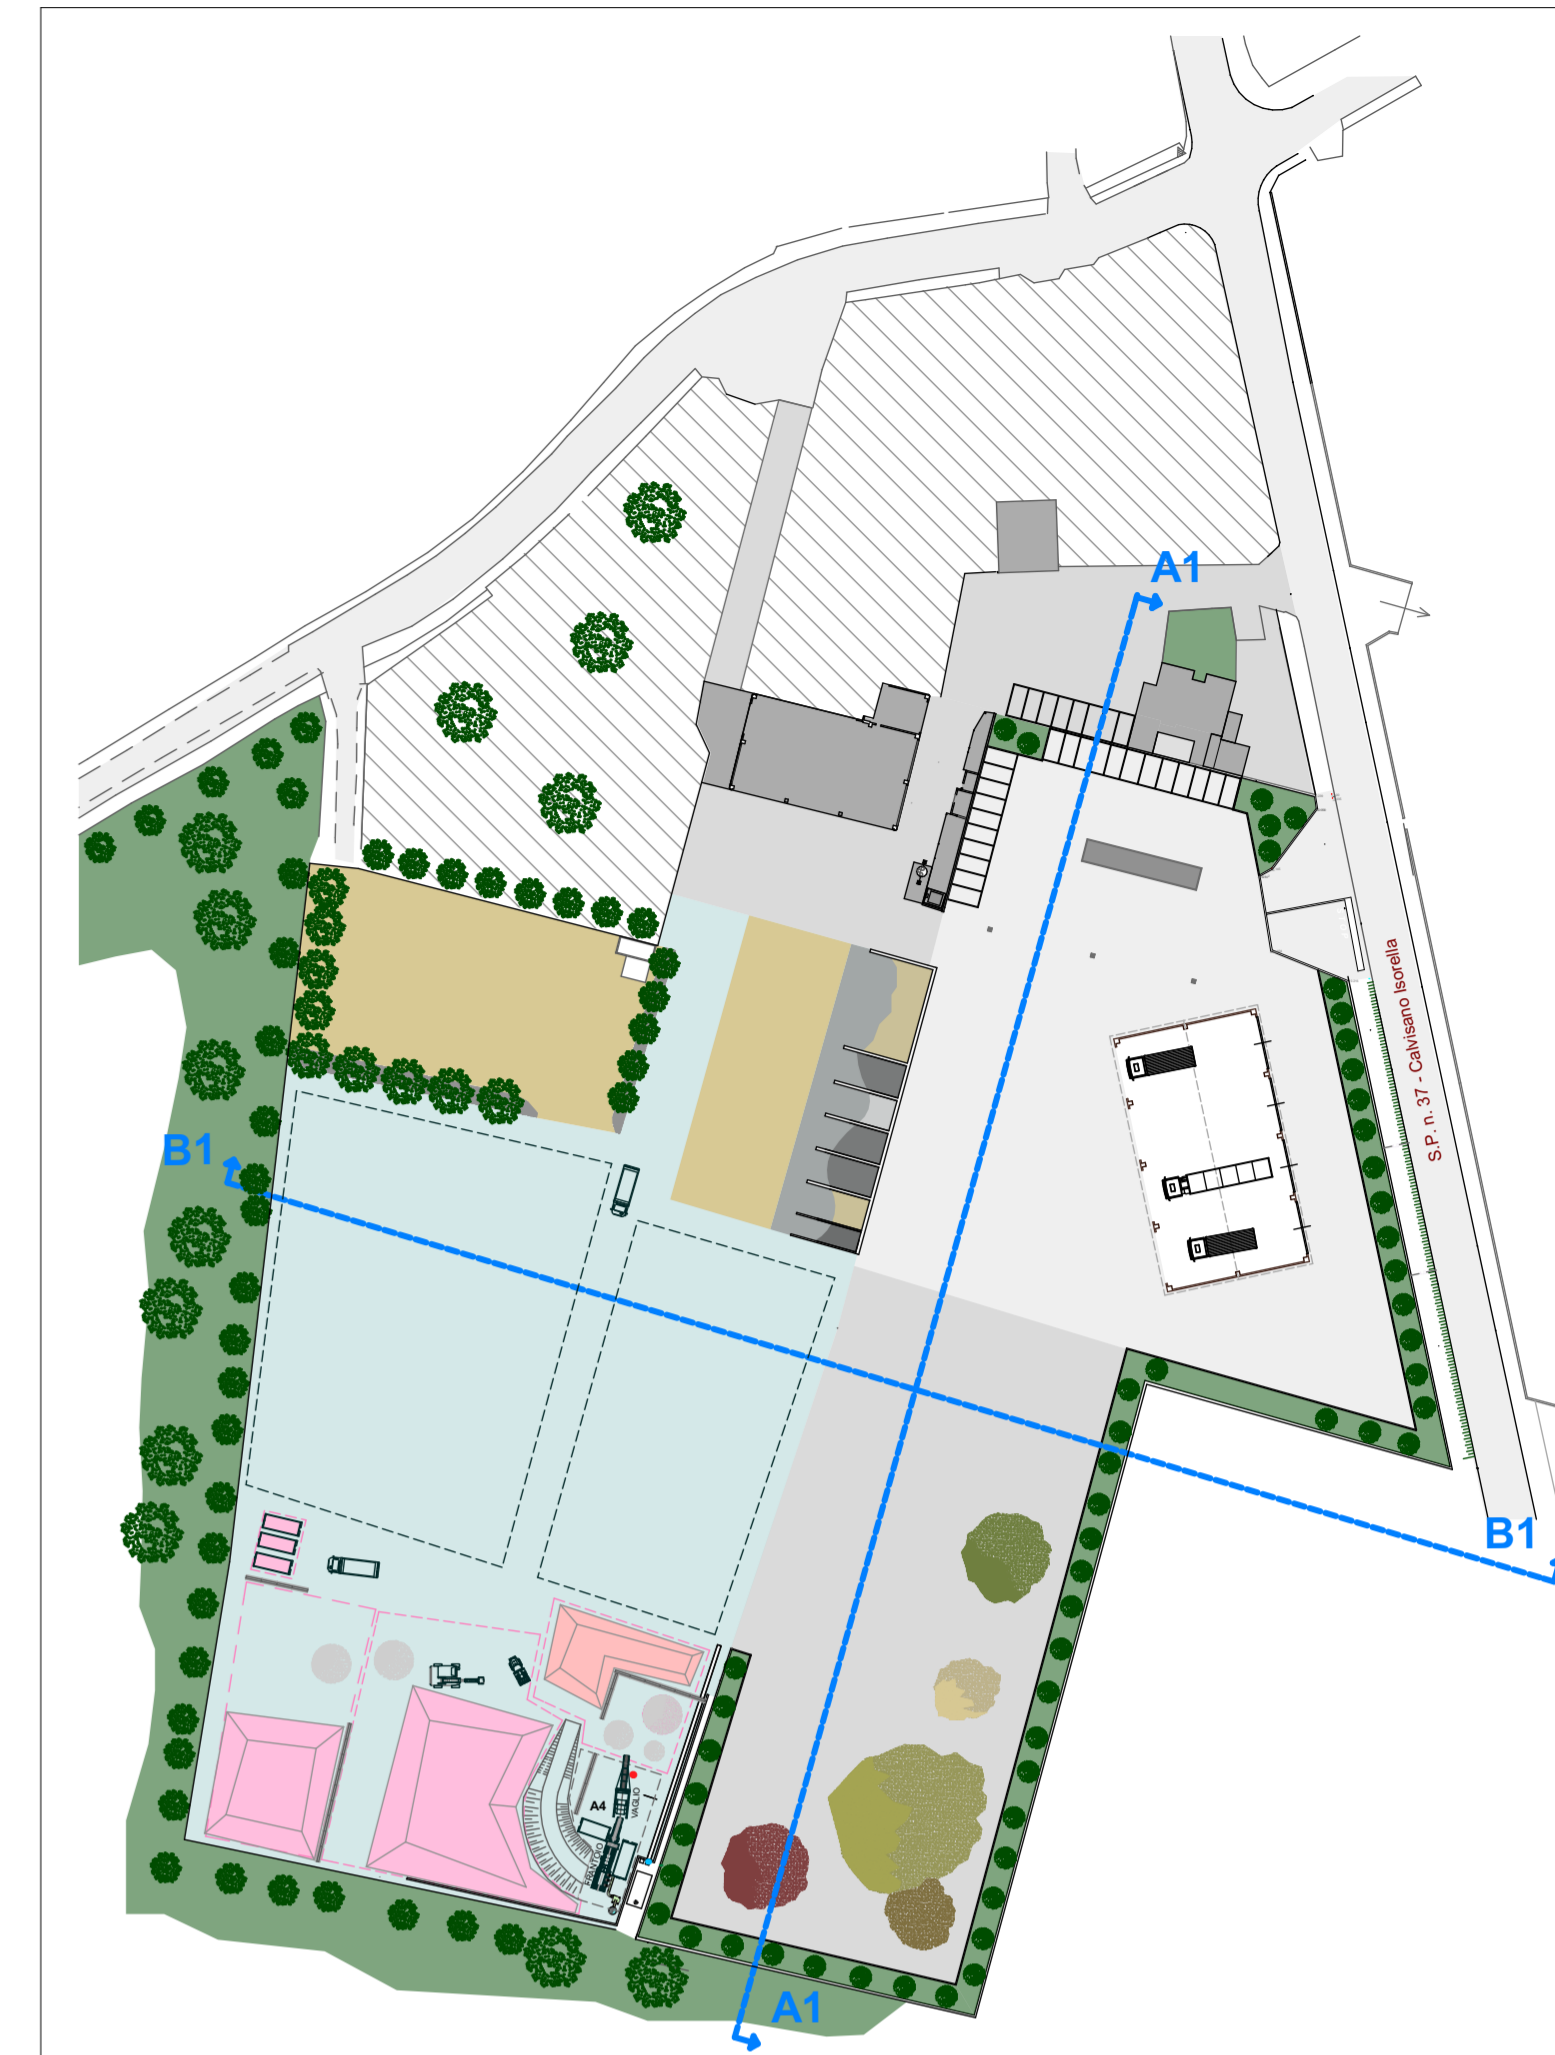 A1
S.P. n. 37 - Calvisano Isorella
B1
B1
A4
VAGLIO
FRANTOIO
A1